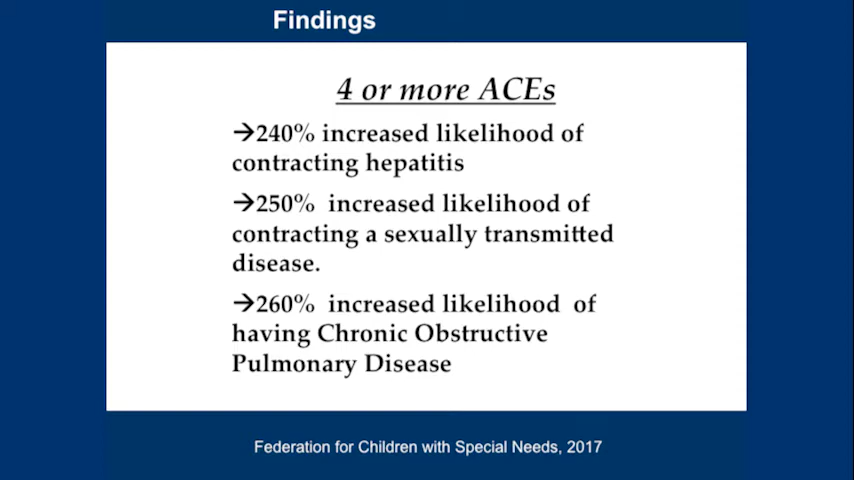 Findings
4 or more ACEs
→240% increased likelihood of
contracting hepatitis
→250% increased likelihood of
contracting a sexually transmitted
disease.
→260% increased likelihood of
having Chronic Obstructive
Pulmonary Disease
Federation for Children with Special Needs, 2017